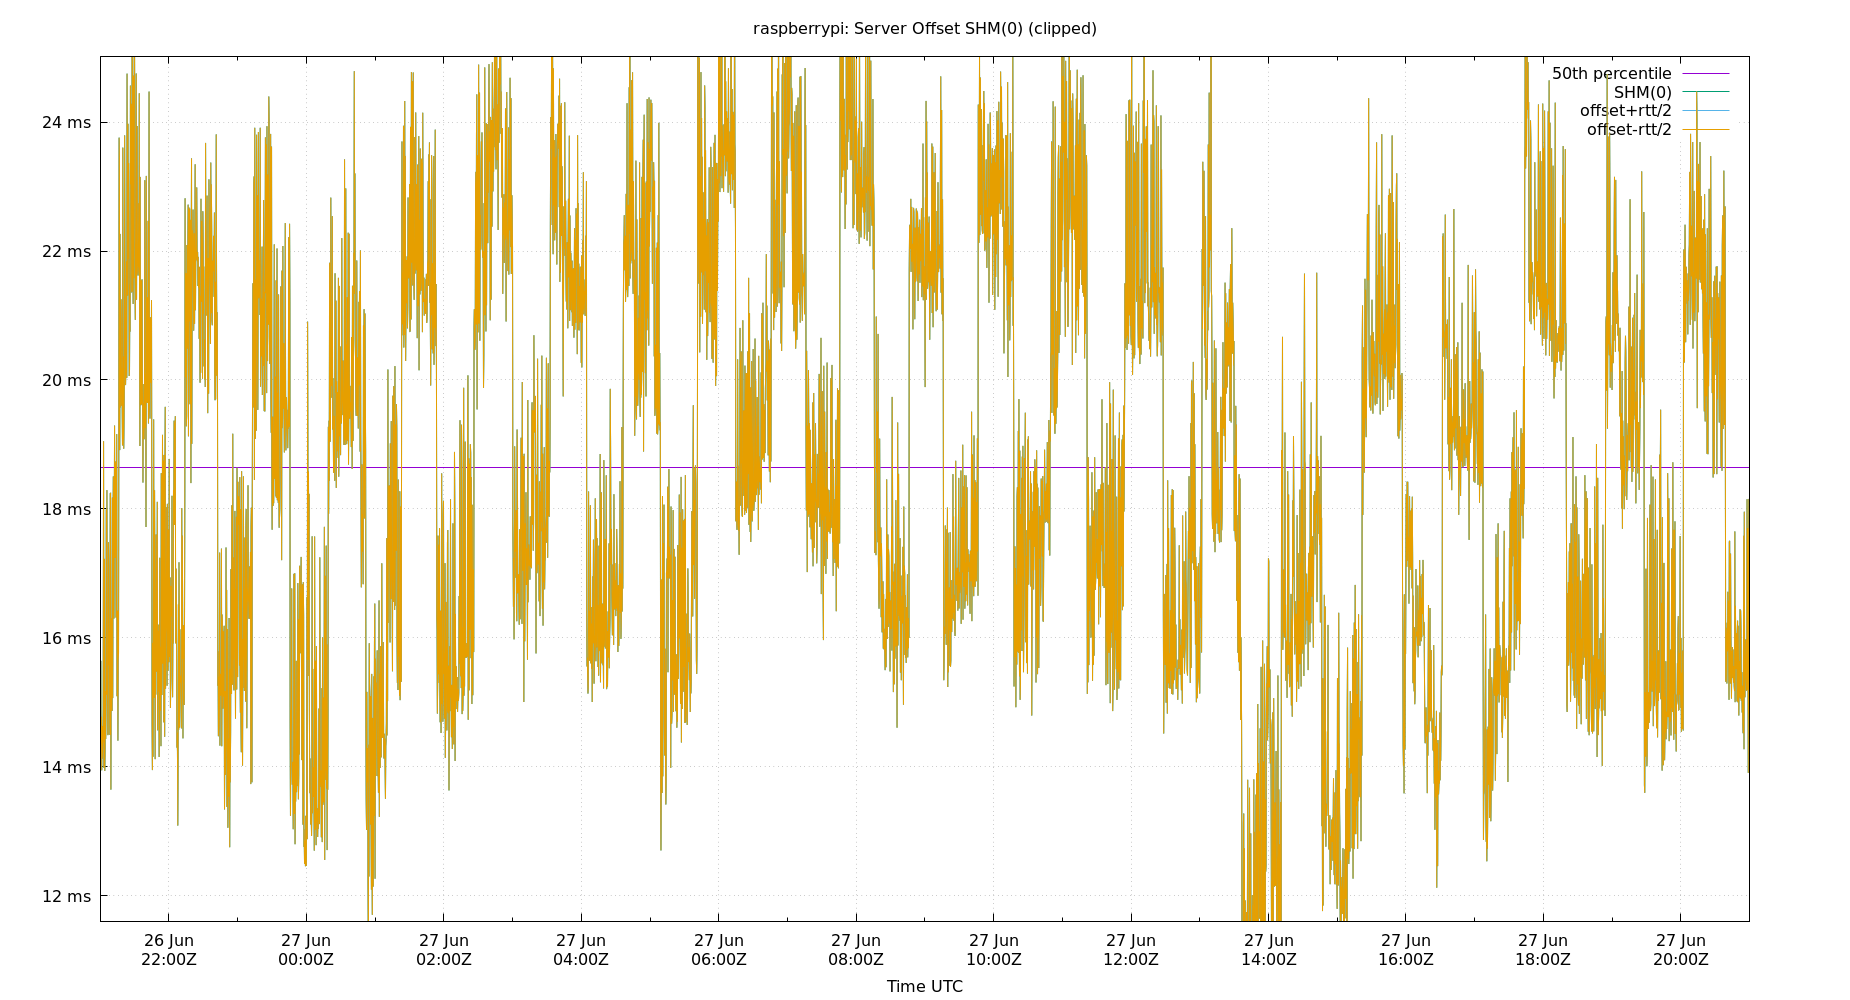 raspberrypi: Server Offset SHM(0) (clipped)
50th percentile
SHM(0)
offset+rtt/2
offset-rtt/2
24 ms
22 ms
20 ms
18 ms
16 ms
14 ms
12 ms
26 Jun 27 Jun 27 Jun 27 Jun 27 Jun 27 Jun 27 Jun 27 Jun 27 Jun 27 Jun 27 Jun 27 Jun
22:00Z 00:00Z 02:00Z 04:00Z 06:00Z 08:00Z 10:00Z 12:00Z 14:00Z 16:00Z 18:00Z 20:00Z
Time UTC